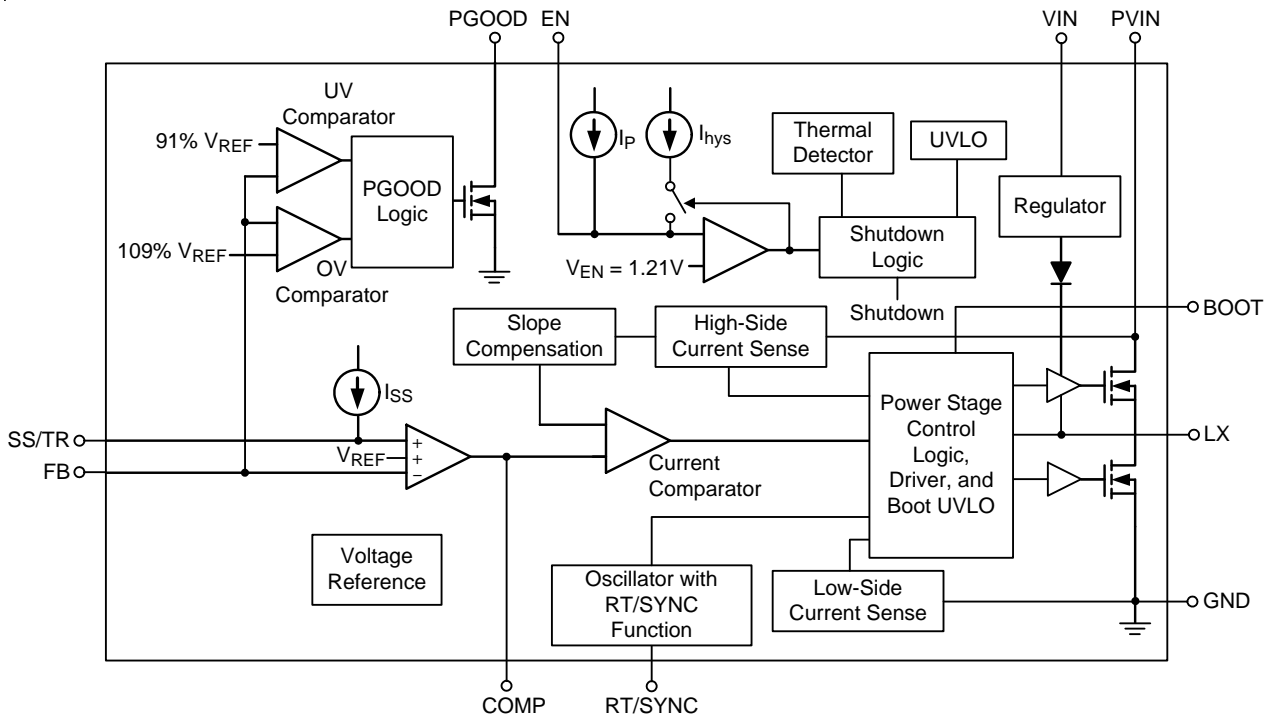 PGOOD EN VIN PVIN
UV
Comparator
91% VREF
PGOOD
Logic
109% VREF
OV
Comparator
IP
Ihys
Thermal
Detector
UVLO
Regulator
VEN = 1.21V
Shutdown
Logic
Shutdown
BOOT
Slope
Compensation
High-Side
Current Sense
ISS
Power Stage
Control
Logic,
Driver, and
Boot UVLO
SS/TR
+
VREF
+
FB
−
Current
Comparator
LX
Voltage
Reference
Oscillator with
RT/SYNC
Function
Low-Side
Current Sense
GND
COMP RT/SYNC